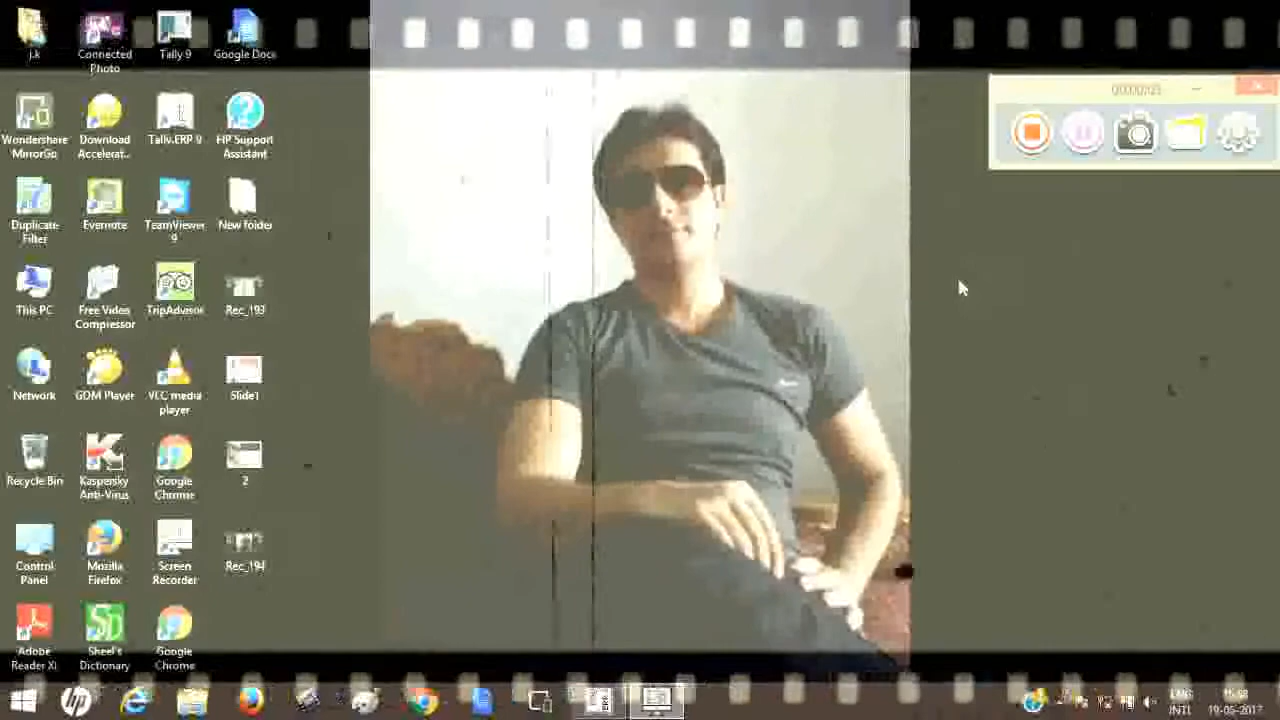 j.k
Connected
Photo
Tally 9
Google Docs
Wondershare
MirrorGo
Download
Accelerat...
Tally.ERP 9
HP Support
Assistant
Duplicate
Filter
Evernote
TeamViewer
9
New folder
This PC
Free Video
Compressor
TripAdvisor
Rec_193
Network
GOM Player
VLC media
player
Slide1
Recycle Bin
Kaspersky
Anti-Virus
Google
Chrome
2
Control
Panel
Mozilla
Firefox
Screen
Recorder
Rec_194
Adobe
Reader XI
Sheel's
Dictionary
Google
Chrome
ENG
INTL
19-05-2017